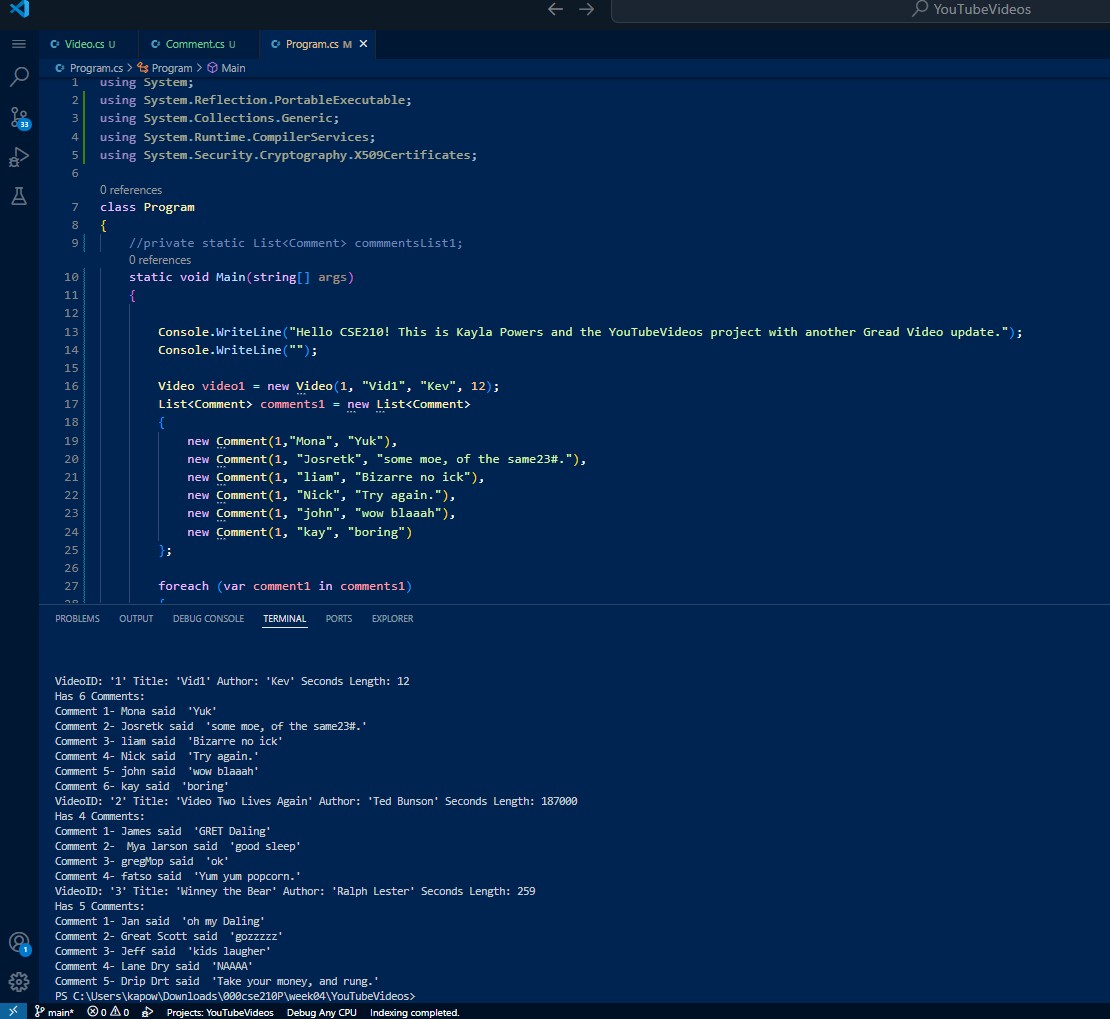 YouTubeVideos
Video.cs U Comment.cs U Program.cs M
Program.cs > Program > Main
1 using System;
2 using System.Reflection.PortableExecutable;
3 using System.Collections.Generic;
4 using System.Runtime.CompilerServices;
5 using System.Security.Cryptography.X509Certificates;
6
0 references
7 class Program
8 {
9 //private static List<Comment> commmentsList1;
0 references
10 static void Main(string[] args)
11 {
12
13 Console.WriteLine("Hello CSE210! This is Kayla Powers and the YouTubeVideos project with another Gread Video update.");
14 Console.WriteLine("");
15
16 Video video1 = new Video(1, "Vid1", "Kev", 12);
17 List<Comment> comments1 = new List<Comment>
18 {
19 new Comment(1,"Mona", "Yuk"),
20 new Comment(1, "Josretk", "some moe, of the same23#."),
21 new Comment(1, "liam", "Bizarre no ick"),
22 new Comment(1, "Nick", "Try again."),
23 new Comment(1, "john", "wow blaaah"),
24 new Comment(1, "kay", "boring")
25 };
26
27 foreach (var comment1 in comments1)
28 {
33
PROBLEMS OUTPUT DEBUG CONSOLE TERMINAL PORTS EXPLORER
VideoID: '1' Title: 'Vid1' Author: 'Kev' Seconds Length: 12
Has 6 Comments:
Comment 1- Mona said  'Yuk'
Comment 2- Josretk said  'some moe, of the same23#.'
Comment 3- liam said  'Bizarre no ick'
Comment 4- Nick said  'Try again.'
Comment 5- john said  'wow blaaah'
Comment 6- kay said  'boring'
VideoID: '2' Title: 'Video Two Lives Again' Author: 'Ted Bunson' Seconds Length: 187000
Has 4 Comments:
Comment 1- James said  'GRET Daling'
Comment 2-  Mya larson said  'good sleep'
Comment 3- gregMop said  'ok'
Comment 4- fatso said  'Yum yum popcorn.'
VideoID: '3' Title: 'Winney the Bear' Author: 'Ralph Lester' Seconds Length: 259
Has 5 Comments:
Comment 1- Jan said  'oh my Daling'
Comment 2- Great Scott said  'gozzzzz'
Comment 3- Jeff said  'kids laugher'
Comment 4- Lane Dry said  'NAAAA'
Comment 5- Drip Drt said  'Take your money, and rung.'
PS C:\Users\kapow\Downloads\000cse210P\week04\YouTubeVideos>
1
main* 0 0 Projects: YouTubeVideos Debug Any CPU Indexing completed.